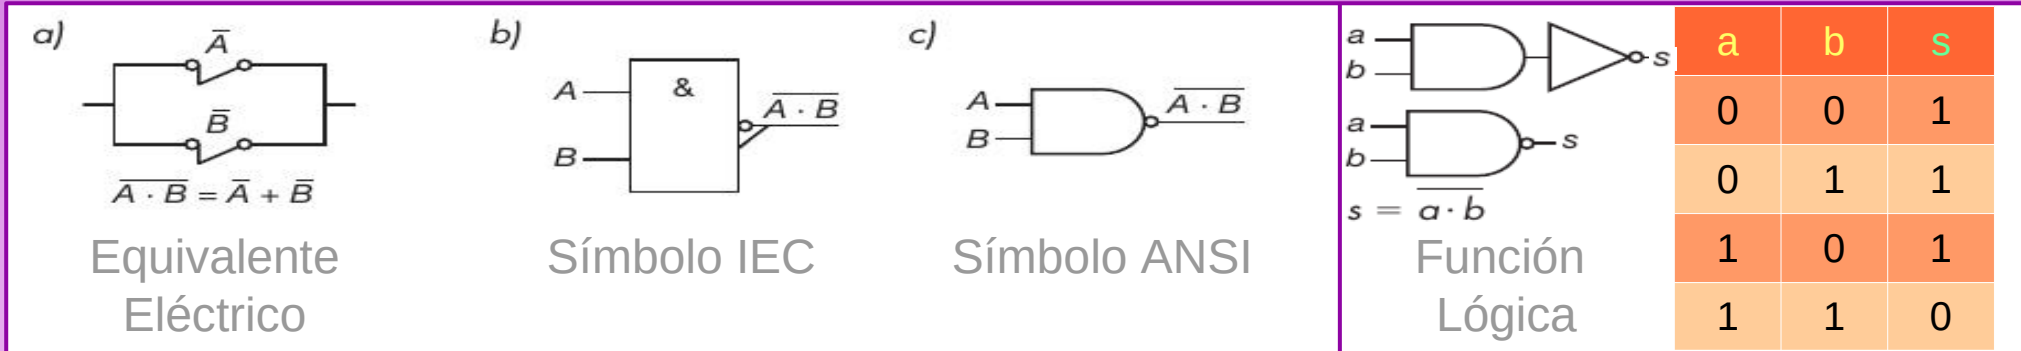 a)
A̅
B̅
A̅ ̅·̅ ̅B̅ = A̅ + B̅
Equivalente
Eléctrico
b)
&
A
B
A̅ ̅·̅ ̅B̅
Símbolo IEC
c)
A
B
A̅ ̅·̅ ̅B̅
Símbolo ANSI
a
b
s
a
b
s
s = a̅ ̅·̅ ̅b̅
Función
Lógica
a b s
0 0 1
0 1 1
1 0 1
1 1 0